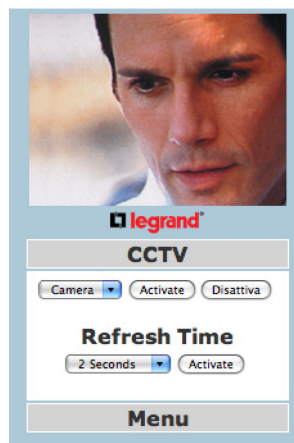 legrand®
CCTV
Camera Activate Disattiva
Refresh Time
2 Seconds Activate
Menu